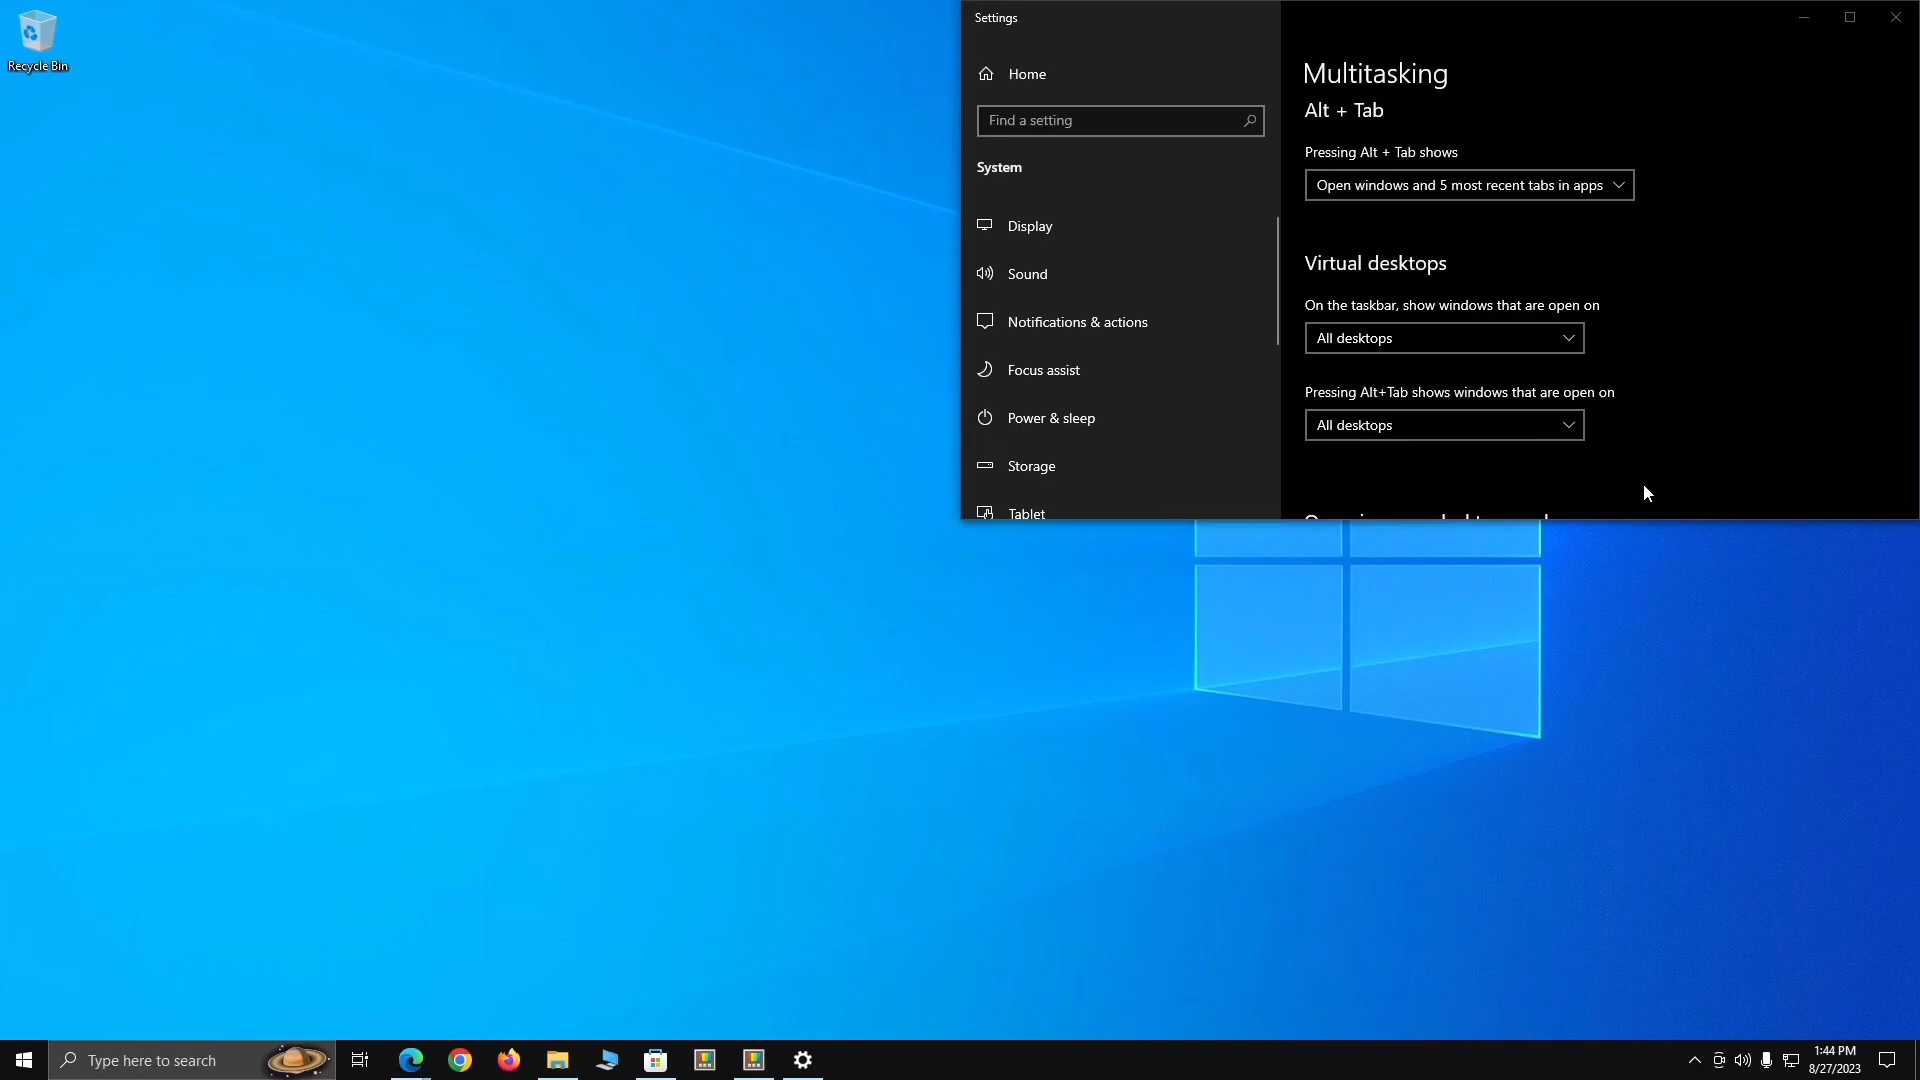 Recycle Bin
Settings
Home
Find a setting
System
Display
Sound
Notifications & actions
Focus assist
Power & sleep
Storage
Tablet
Multitasking
Alt + Tab
Pressing Alt + Tab shows
Open windows and 5 most recent tabs in apps
Virtual desktops
On the taskbar, show windows that are open on
All desktops
Pressing Alt+Tab shows windows that are open on
All desktops
Type here to search
1:44 PM
8/27/2023